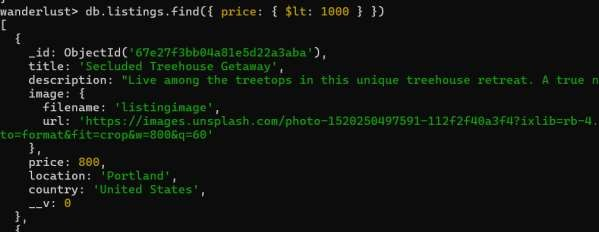 wanderlust> db.listings.find({ price: { $lt: 1000 } })
[
  {
    _id: ObjectId('67e27f3bb04a81e5d22a3aba'),
    title: 'Secluded Treehouse Getaway',
    description: "Live among the treetops in this unique treehouse retreat. A true n
    image: {
      filename: 'listingimage',
      url: 'https://images.unsplash.com/photo-1520250497591-112f2f40a3f4?ixlib=rb-4.
to=format&fit=crop&w=800&q=60'
    },
    price: 800,
    location: 'Portland',
    country: 'United States',
    __v: 0
  },
  {